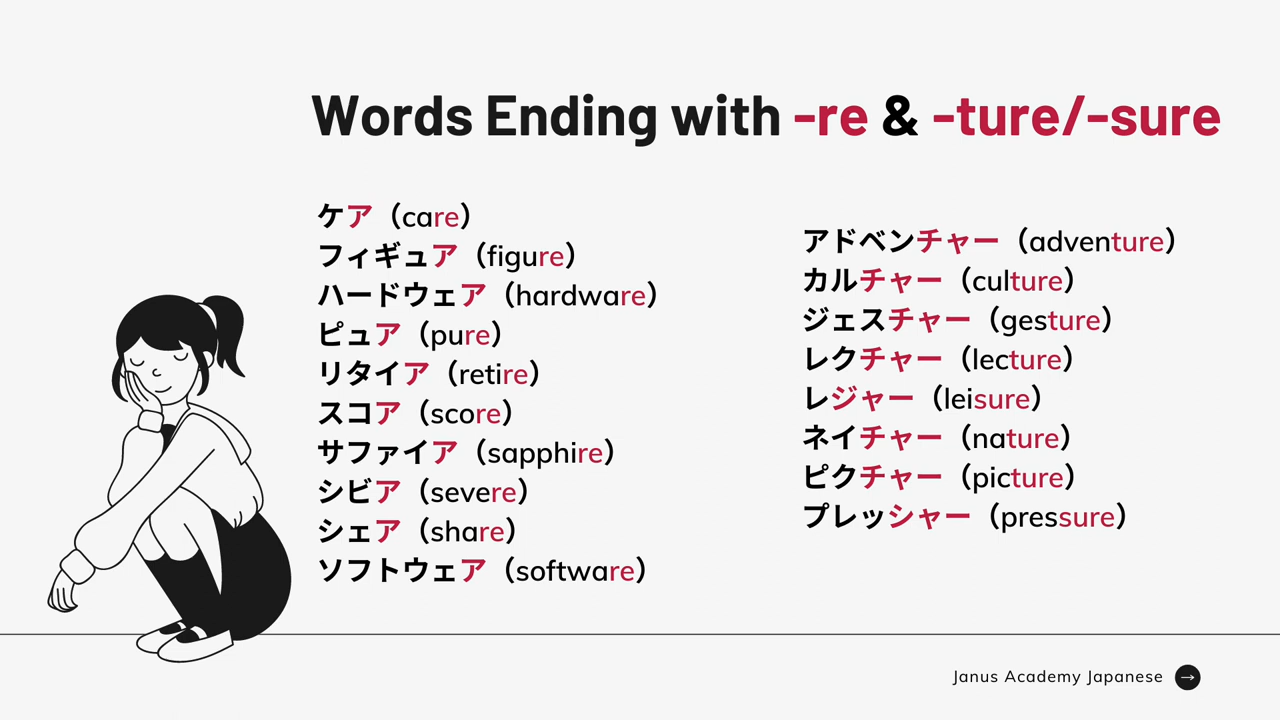 Words Ending with -re & -ture/-sure
ケア（care）
フィギュア（figure）
ハードウェア（hardware）
ピュア（pure）
リタイア（retire）
スコア（score）
サファイア（sapphire）
シビア（severe）
シェア（share）
ソフトウェア（software）
アドベンチャー（adventure）
カルチャー（culture）
ジェスチャー（gesture）
レクチャー（lecture）
レジャー（leisure）
ネイチャー（nature）
ピクチャー（picture）
プレッシャー（pressure）
Janus Academy Japanese